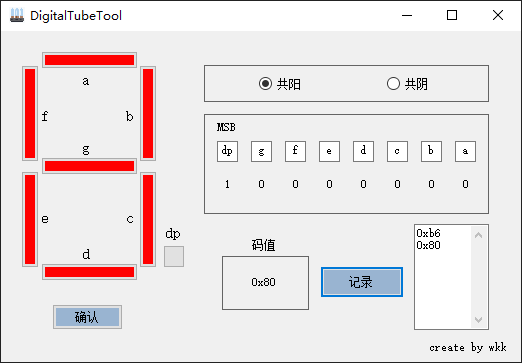 DigitalTubeTool
a
f b
g
e c
d
dp
确认
共阳 共阴
MSB
dp g f e d c b a
1 0 0 0 0 0 0 0
码值
0x80
记录
0xb6
0x80
create by wkk